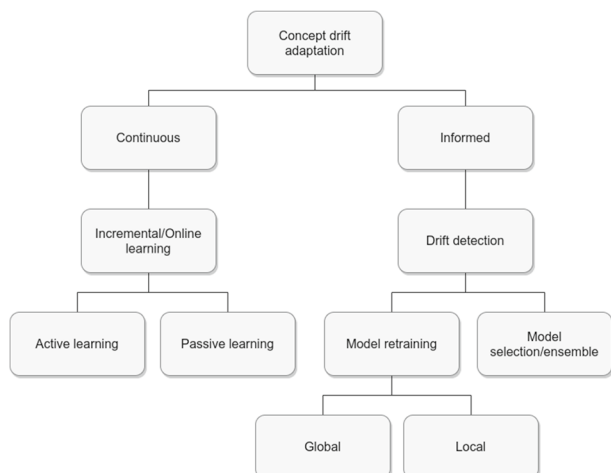 Concept drift
adaptation
Continuous
Informed
Incremental/Online
learning
Drift detection
Active learning
Passive learning
Model retraining
Model
selection/ensemble
Global
Local